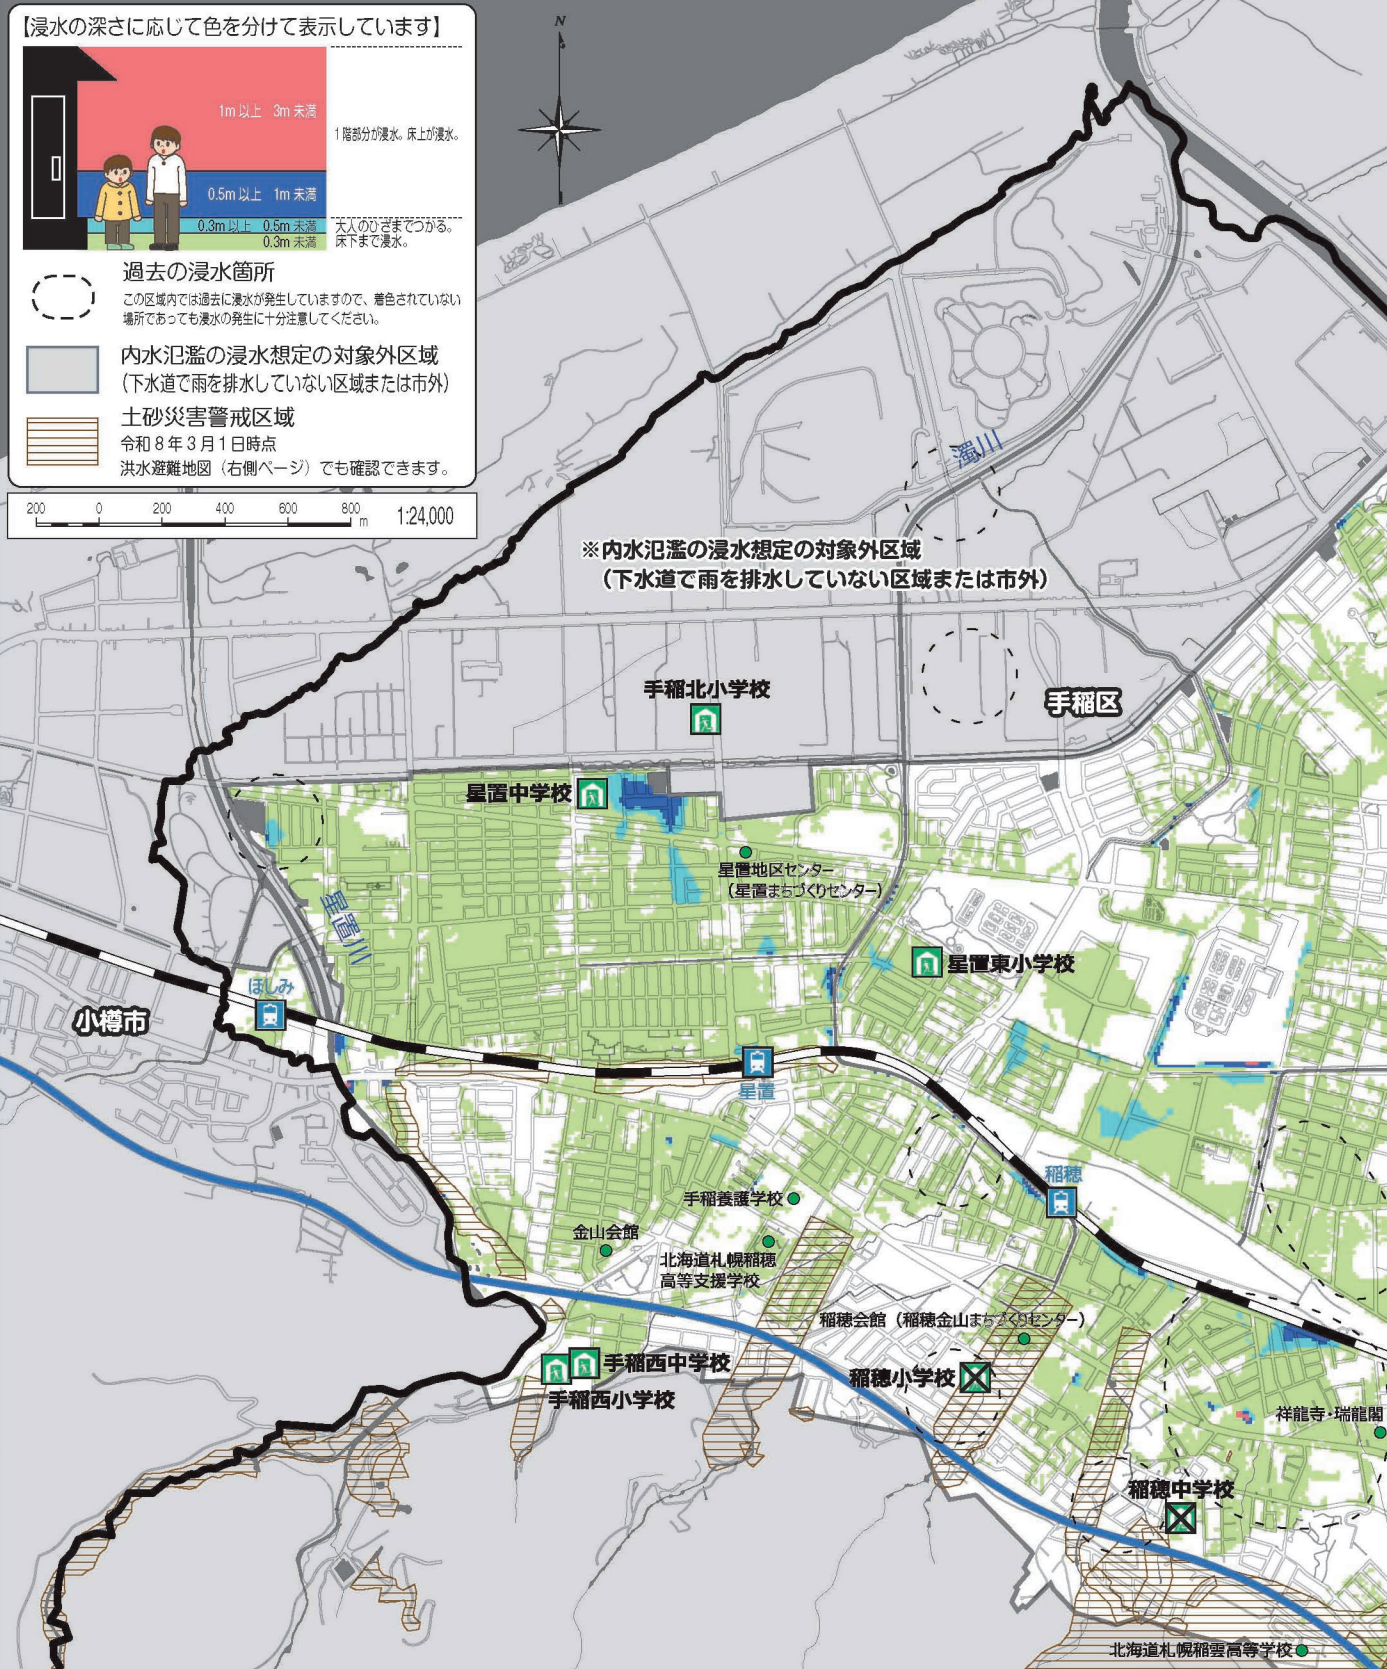 【浸水の深さに応じて色を分けて表示しています】
1m 以上　3m 未満
1階部分が浸水。床上が浸水。
0.5m 以上　1m 未満
0.3m 以上　0.5m 未満
大人のひざまでつかる。
0.3m 未満
床下まで浸水。
過去の浸水箇所
この区域内では過去に浸水が発生していますので、着色されていない
場所であっても浸水の発生に十分注意してください。
内水氾濫の浸水想定の対象外区域
（下水道で雨を排水していない区域または市外）
土砂災害警戒区域
令和8年3月1日時点
洪水避難地図（右側ページ）でも確認できます。
200 0 200 400 600 800 m 1:24,000
N
濁川
※内水氾濫の浸水想定の対象外区域
（下水道で雨を排水していない区域または市外）
手稲北小学校
手稲区
星置中学校
星置地区センター
（星置まちづくりセンター）
星置川
星置東小学校
ほしみ
小樽市
星置
稲穂
手稲養護学校
金山会館
北海道札幌稲穂
高等支援学校
稲穂会館（稲穂金山まちづくりセンター）
手稲西中学校
手稲西小学校
稲穂小学校
祥龍寺・瑞龍閣
稲穂中学校
北海道札幌稲雲高等学校